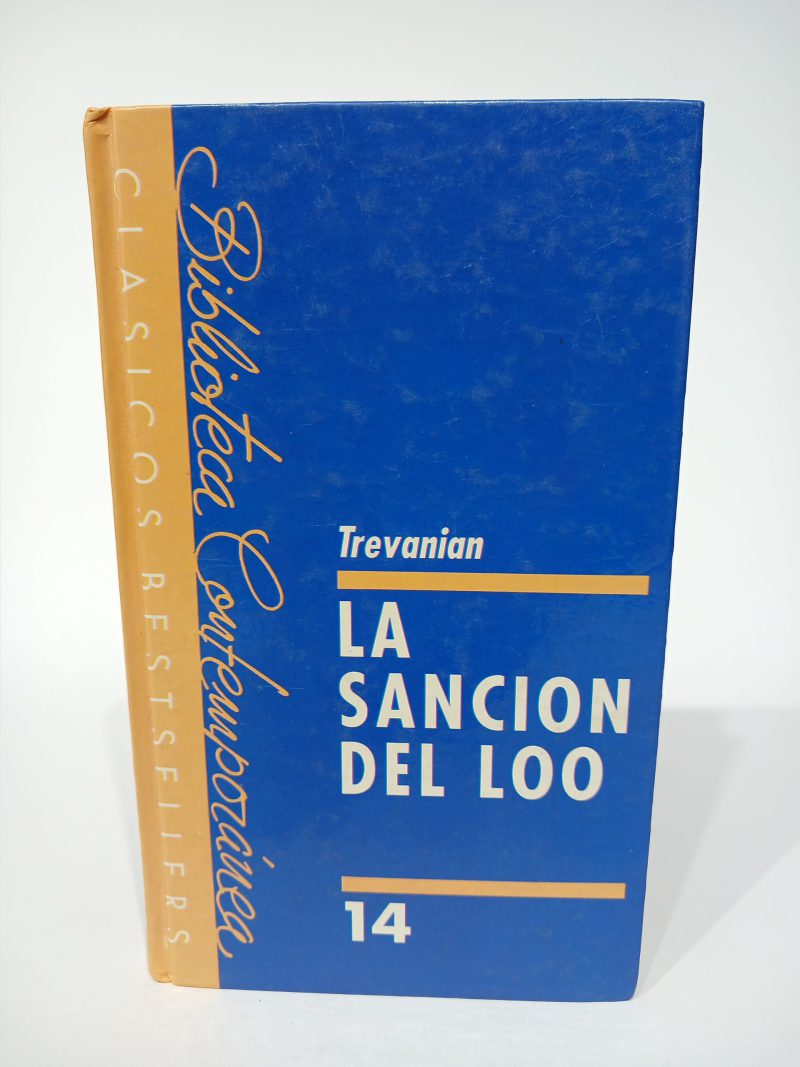 CLASICOS BESTSELLERS
Biblioteca Contemporánea
Trevanian
LA
SANCION
DEL LOO
14